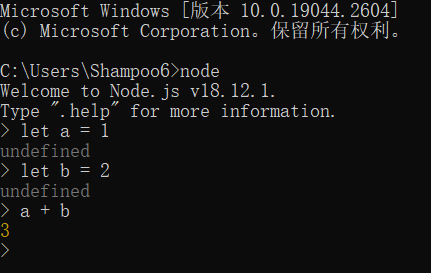 Microsoft Windows [版本 10.0.19044.2604]
(c) Microsoft Corporation。保留所有权利。
C:\Users\Shampoo6>node
Welcome to Node.js v18.12.1.
Type ".help" for more information.
> let a = 1
undefined
> let b = 2
undefined
> a + b
3
>